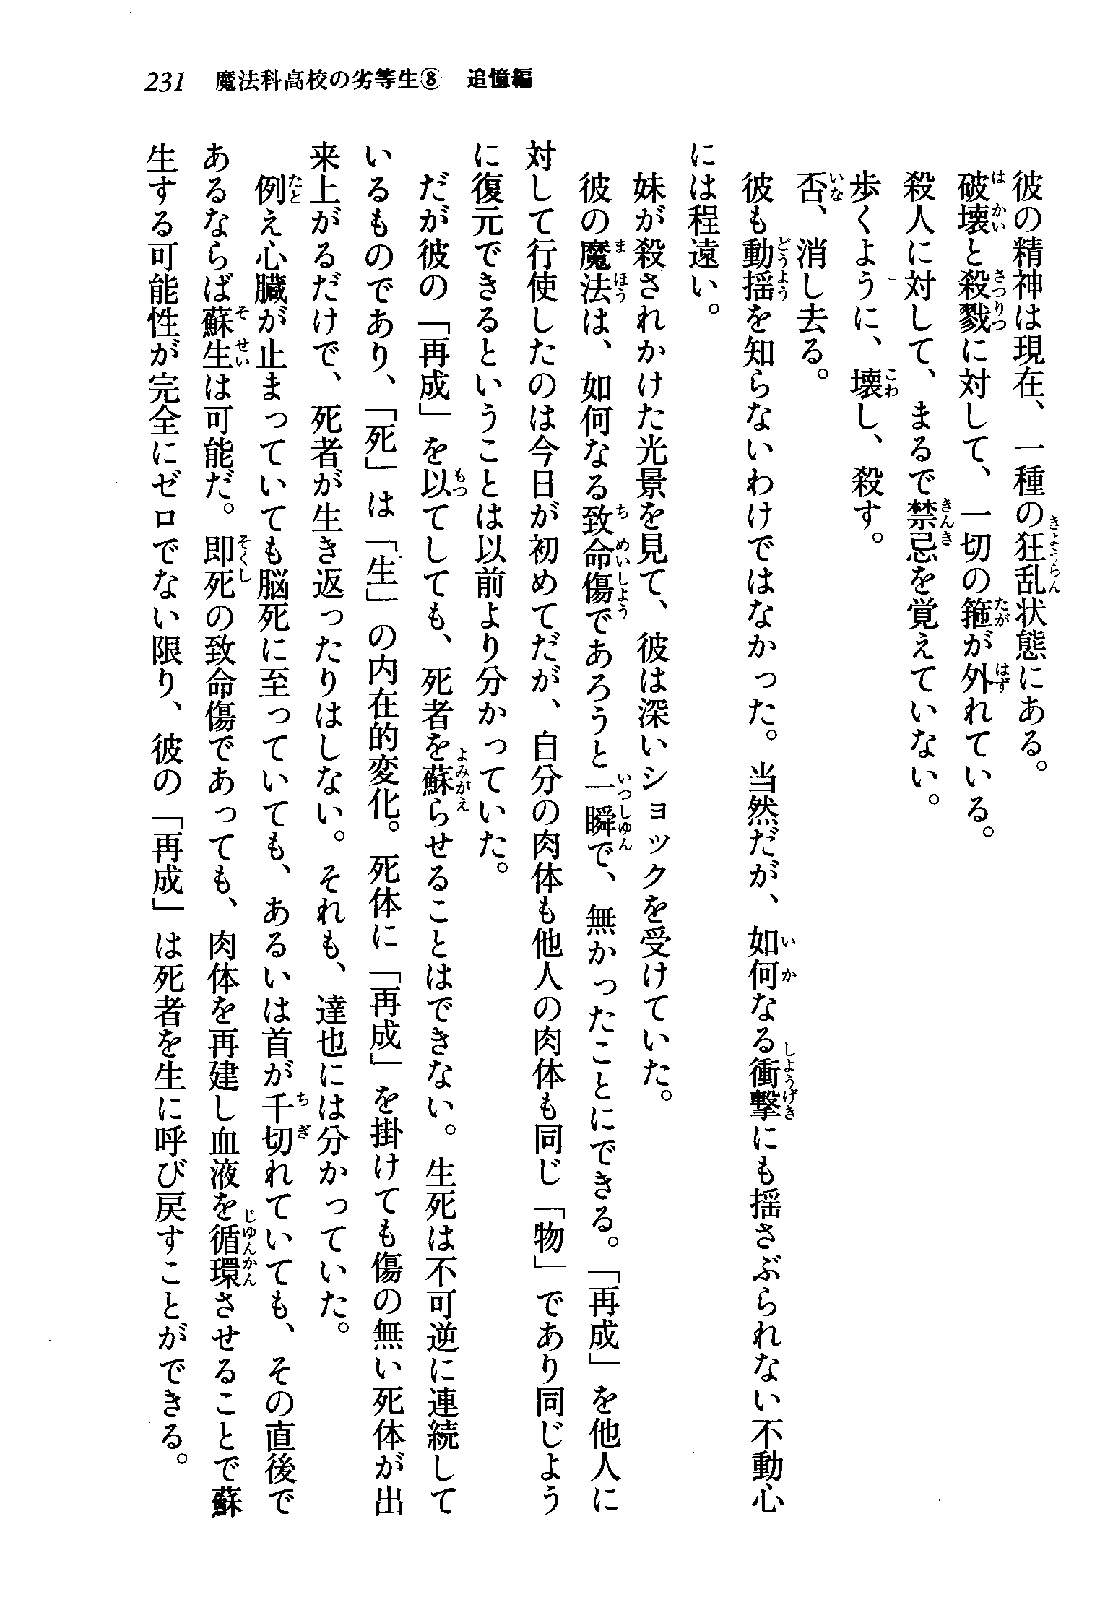 231　魔法科高校の劣等生⑧　追憶編
彼の精神は現在、一種の狂乱状態にある。
破壊と殺戮に対して、一切の箍が外れている。
殺人に対して、まるで禁忌を覚えていない。
歩くように、壊し、殺す。
否、消し去る。
彼も動揺を知らないわけではなかった。当然だが、如何なる衝撃にも揺さぶられない不動心
には程遠い。
妹が殺されかけた光景を見て、彼は深いショックを受けていた。
彼の魔法は、如何なる致命傷であろうと一瞬で、無かったことにできる。「再成」を他人に
対して行使したのは今日が初めてだが、自分の肉体も他人の肉体も同じ「物」であり同じよう
に復元できるということは以前より分かっていた。
だが彼の「再成」を以てしても、死者を蘇らせることはできない。生死は不可逆に連続して
いるものであり、「死」は「生」の内在的変化。死体に「再成」を掛けても傷の無い死体が出
来上がるだけで、死者が生き返ったりはしない。それも、達也には分かっていた。
例え心臓が止まっていても脳死に至っていても、あるいは首が千切れていても、その直後で
あるならば蘇生は可能だ。即死の致命傷であっても、肉体を再建し血液を循環させることで蘇
生する可能性が完全にゼロでない限り、彼の「再成」は死者を生に呼び戻すことができる。